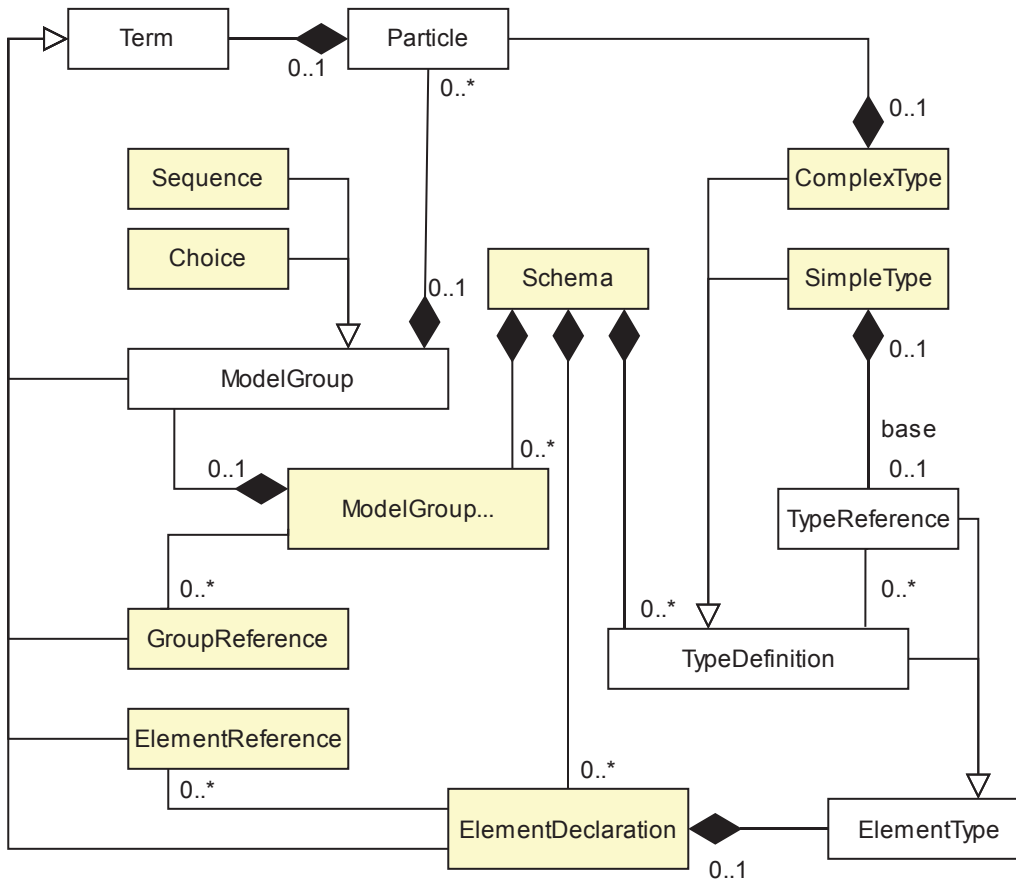 Term
Particle
0..1
0..*
0..1
Sequence
ComplexType
Choice
Schema
SimpleType
0..1
0..1
ModelGroup
base
0..*
0..1
0..1
ModelGroup...
TypeReference
0..*
0..*
0..*
GroupReference
TypeDefinition
ElementReference
0..*
0..*
ElementDeclaration
ElementType
0..1